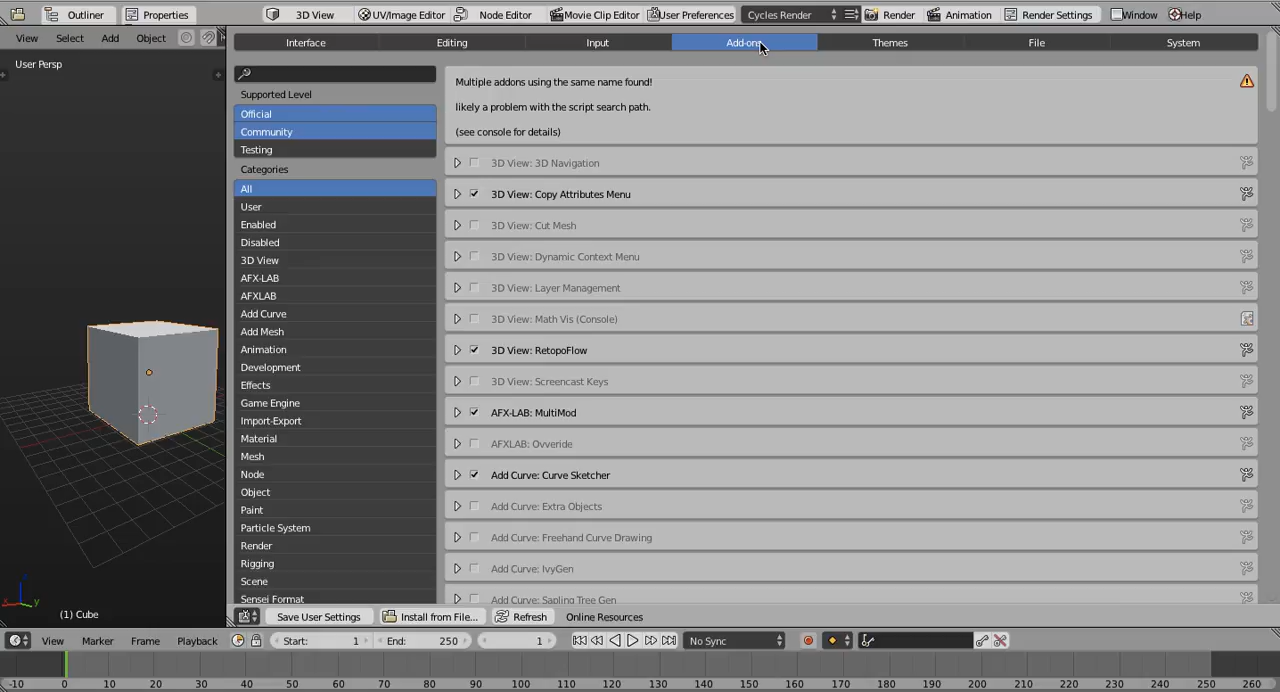 Outliner
Properties
3D View
UV/Image Editor
Node Editor
Movie Clip Editor
User Preferences
Cycles Render
Render
Animation
Render Settings
Window
Help
View
Select
Add
Object
Interface
Editing
Input
Add-ons
Themes
File
System
User Persp
Supported Level
Official
Community
Testing
Categories
All
User
Enabled
Disabled
3D View
AFX-LAB
AFXLAB
Add Curve
Add Mesh
Animation
Development
Effects
Game Engine
Import-Export
Material
Mesh
Node
Object
Paint
Particle System
Render
Rigging
Scene
Sensei Format
Multiple addons using the same name found!
likely a problem with the script search path.
(see console for details)
3D View: 3D Navigation
3D View: Copy Attributes Menu
3D View: Cut Mesh
3D View: Dynamic Context Menu
3D View: Layer Management
3D View: Math Vis (Console)
3D View: RetopoFlow
3D View: Screencast Keys
AFX-LAB: MultiMod
AFXLAB: Ovveride
Add Curve: Curve Sketcher
Add Curve: Extra Objects
Add Curve: Freehand Curve Drawing
Add Curve: IvyGen
Add Curve: Sapling Tree Gen
x y
(1) Cube
Save User Settings
Install from File...
Refresh
Online Resources
View
Marker
Frame
Playback
Start: 1
End: 250
1
No Sync
-10 0 10 20 30 40 50 60 70 80 90 100 110 120 130 140 150 160 170 180 190 200 210 220 230 240 250 260